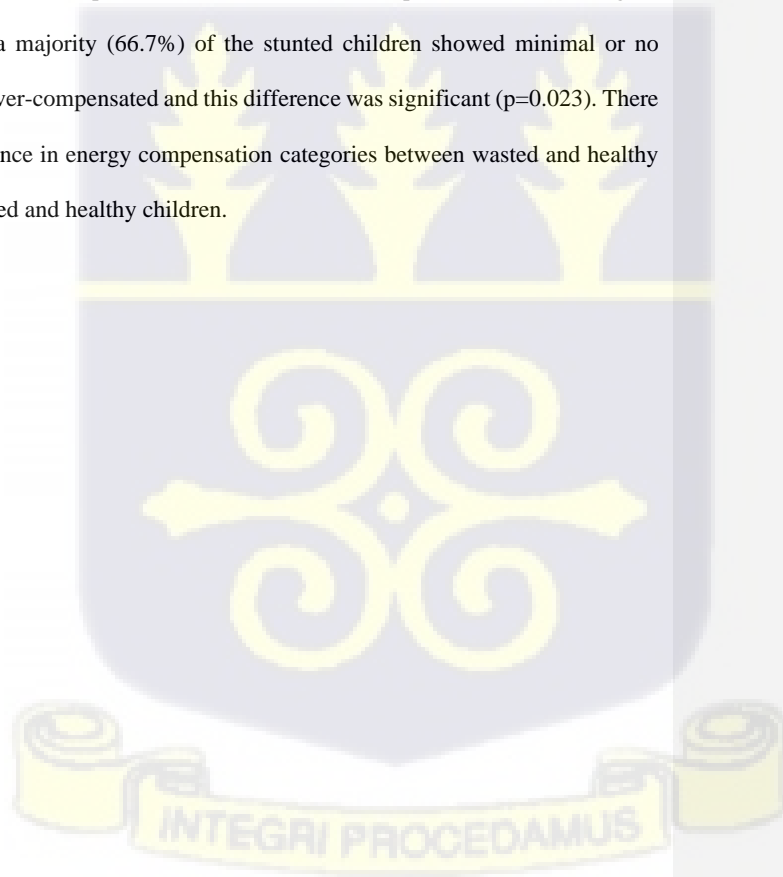 a majority (66.7%) of the stunted children showed minimal or no
ver-compensated and this difference was significant (p=0.023). There
nce in energy compensation categories between wasted and healthy
ed and healthy children.
INTEGRI PROCEDAMUS